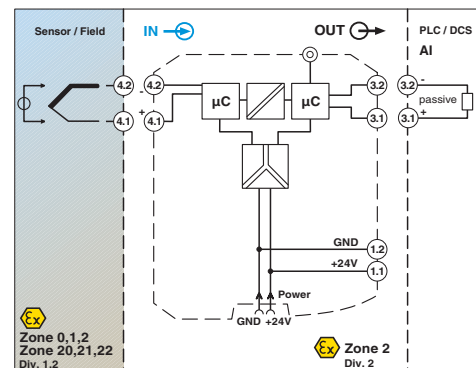 Sensor / Field
IN
OUT
PLC / DCS
AI
4.2
4.2
-
µC
µC
3.2
3.2
-
passive
4.1
+
4.1
3.1
3.1
+
GND
1.2
+24V
1.1
Power
GND +24V
Ex
Zone 0,1,2
Zone 20,21,22
Div. 1,2
Ex
Zone 2
Div. 2